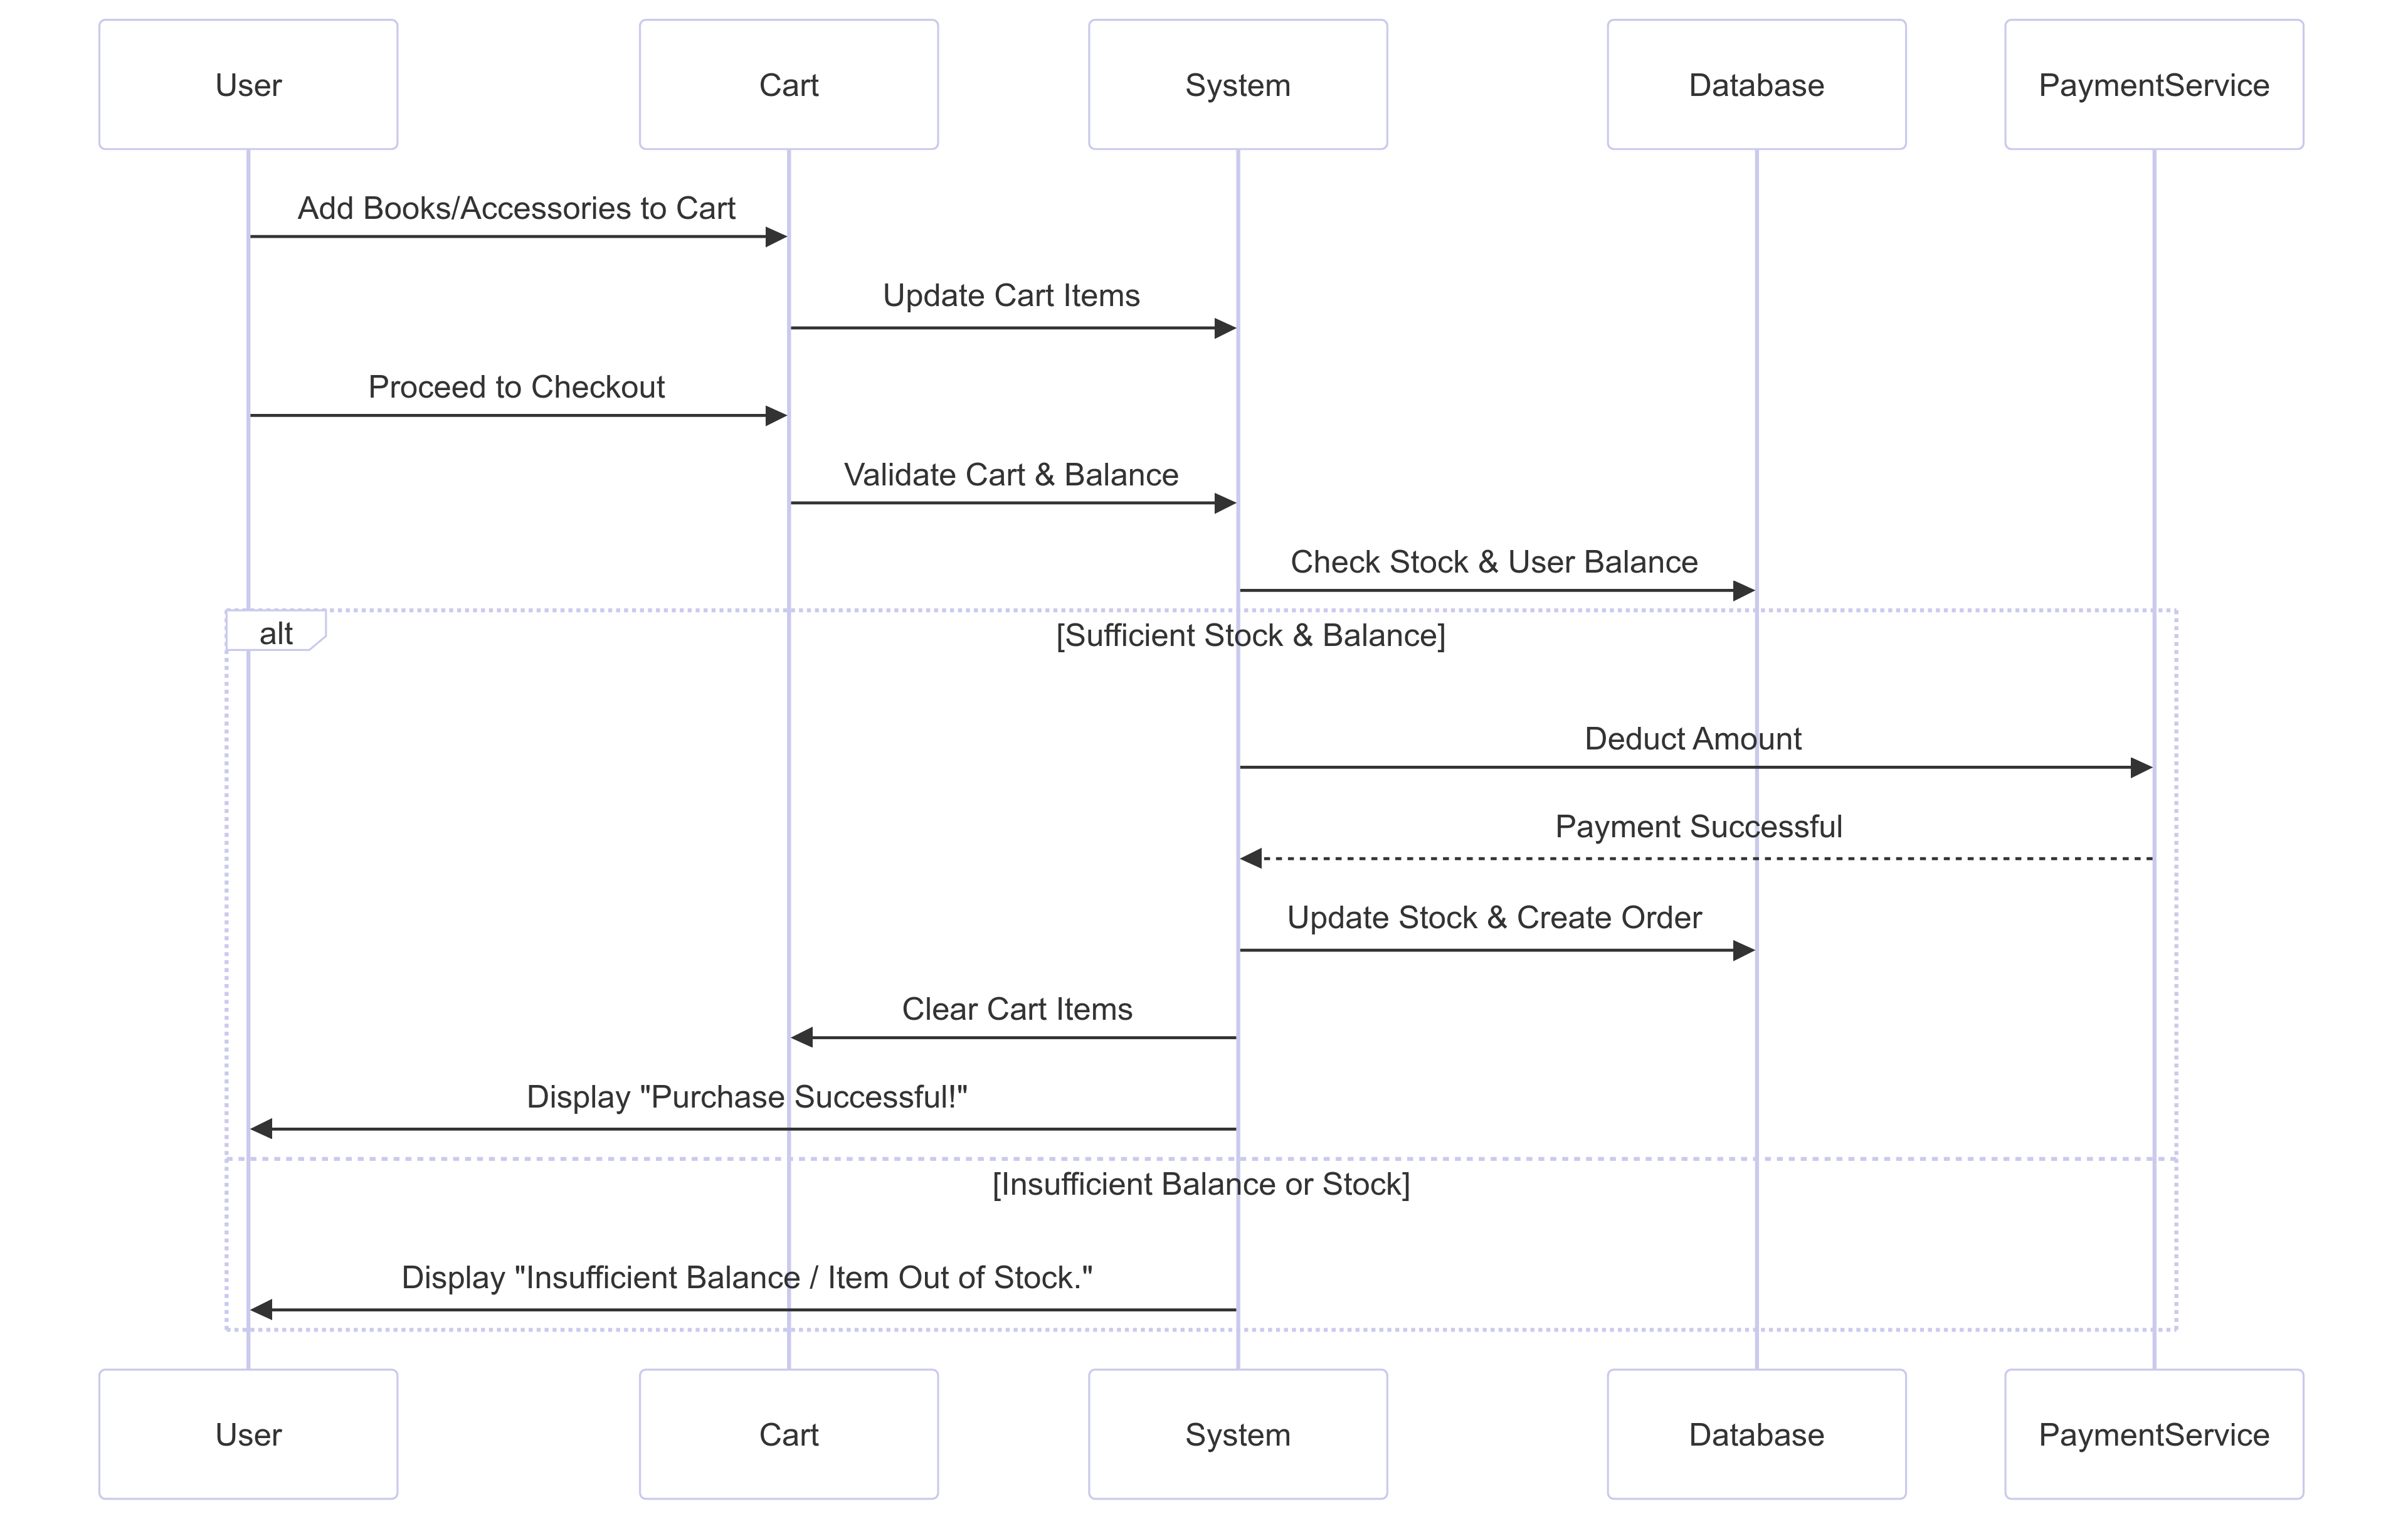 User
Cart
System
Database
PaymentService
Add Books/Accessories to Cart
Update Cart Items
Proceed to Checkout
Validate Cart & Balance
Check Stock & User Balance
alt
[Sufficient Stock & Balance]
Deduct Amount
Payment Successful
Update Stock & Create Order
Clear Cart Items
Display "Purchase Successful!"
[Insufficient Balance or Stock]
Display "Insufficient Balance / Item Out of Stock."
User
Cart
System
Database
PaymentService